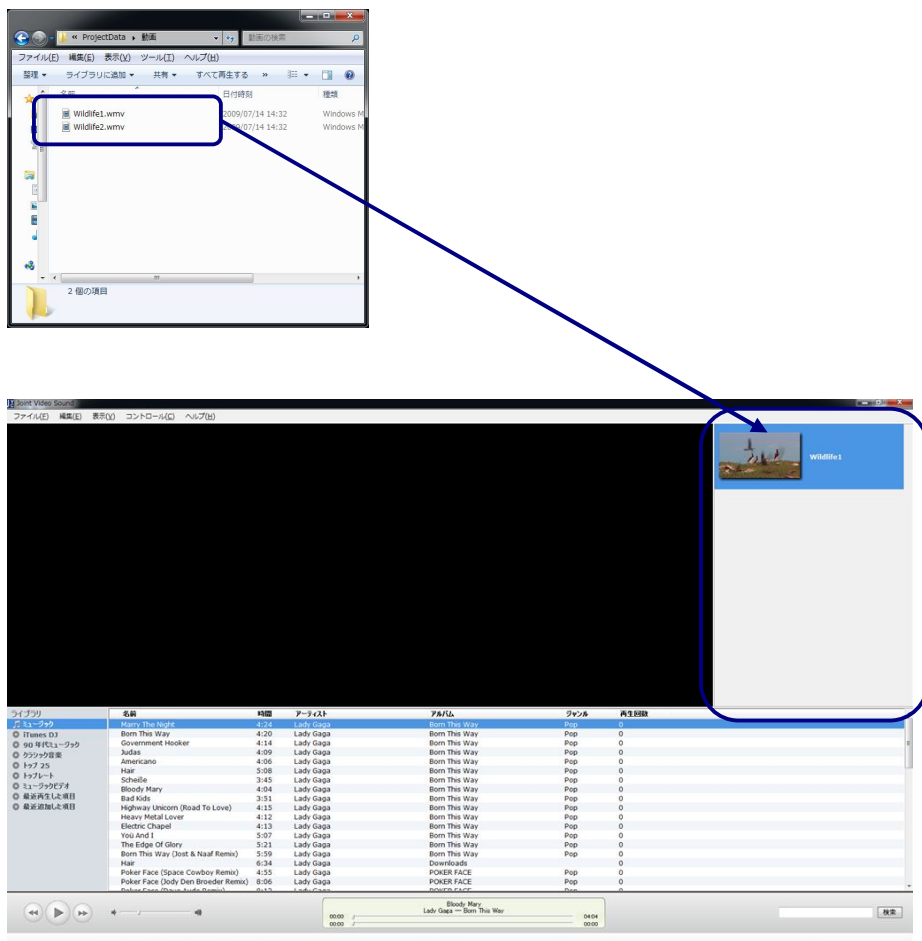 « ProjectData ▸ 動画
動画の検索
ファイル(F) 編集(E) 表示(V) ツール(T) ヘルプ(H)
整理 ライブラリに追加 共有 すべて再生する »
名前 日付時刻 種類
Wildlife1.wmv 2009/07/14 14:32 Windows M
Wildlife2.wmv 2009/07/14 14:32 Windows M
2 個の項目
Joint Video Sound
ファイル(F) 編集(E) 表示(V) コントロール(C) ヘルプ(H)
Wildlife1
ライブラリ
ミュージック
iTunes DJ
90 年代ミュージック
クラシック音楽
トップ 25
トップレート
ミュージックビデオ
最近再生した項目
最近追加した項目
名前 時間 アーティスト アルバム ジャンル 再生回数
Marry The Night 4:24 Lady Gaga Born This Way Pop 0
Born This Way 4:20 Lady Gaga Born This Way Pop 0
Government Hooker 4:14 Lady Gaga Born This Way Pop 0
Judas 4:09 Lady Gaga Born This Way Pop 0
Americano 4:06 Lady Gaga Born This Way Pop 0
Hair 5:08 Lady Gaga Born This Way Pop 0
Scheiße 3:45 Lady Gaga Born This Way Pop 0
Bloody Mary 4:04 Lady Gaga Born This Way Pop 0
Bad Kids 3:51 Lady Gaga Born This Way Pop 0
Highway Unicorn (Road To Love) 4:15 Lady Gaga Born This Way Pop 0
Heavy Metal Lover 4:12 Lady Gaga Born This Way Pop 0
Electric Chapel 4:13 Lady Gaga Born This Way Pop 0
Yoü And I 5:07 Lady Gaga Born This Way Pop 0
The Edge Of Glory 5:21 Lady Gaga Born This Way Pop 0
Born This Way (Jost & Naaf Remix) 5:59 Lady Gaga Born This Way Pop 0
Hair 6:34 Lady Gaga Downloads 0
Poker Face (Space Cowboy Remix) 4:55 Lady Gaga POKER FACE Pop 0
Poker Face (Jody Den Broeder Remix) 8:06 Lady Gaga POKER FACE Pop 0
Bloody Mary
Lady Gaga — Born This Way
00:00 04:04
00:00 00:00
検索